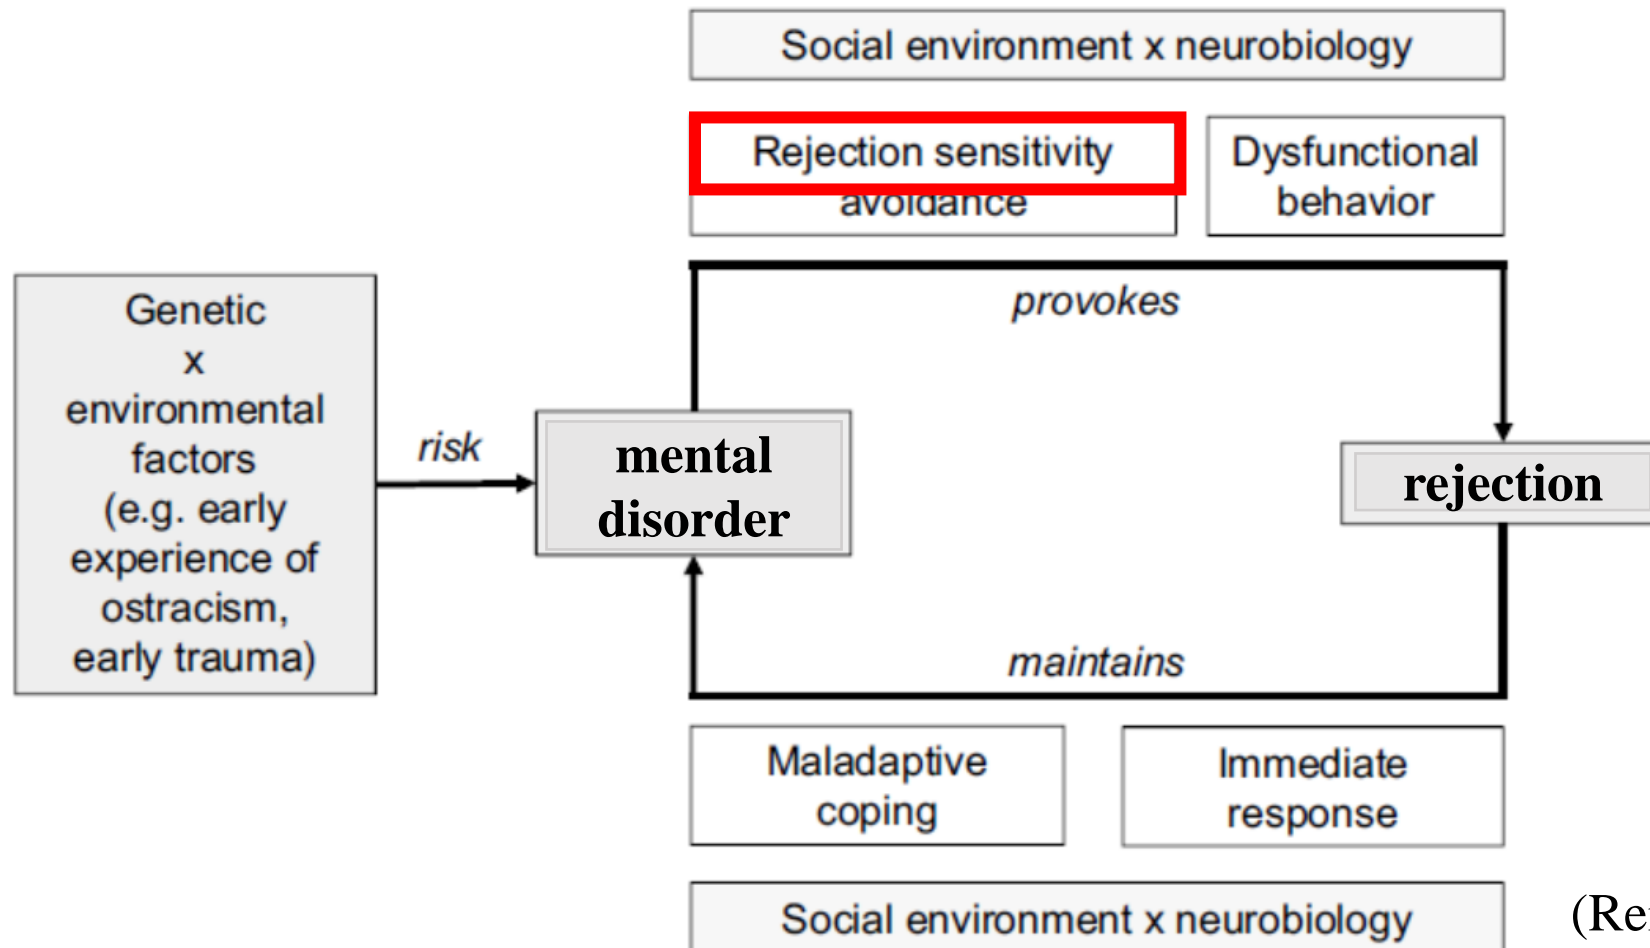 Social environment x neurobiology
Rejection sensitivity
avoidance
Dysfunctional
behavior
provokes
Genetic
x
environmental
factors
(e.g. early
experience of
ostracism,
early trauma)
risk
mental
disorder
rejection
maintains
Maladaptive
coping
Immediate
response
Social environment x neurobiology